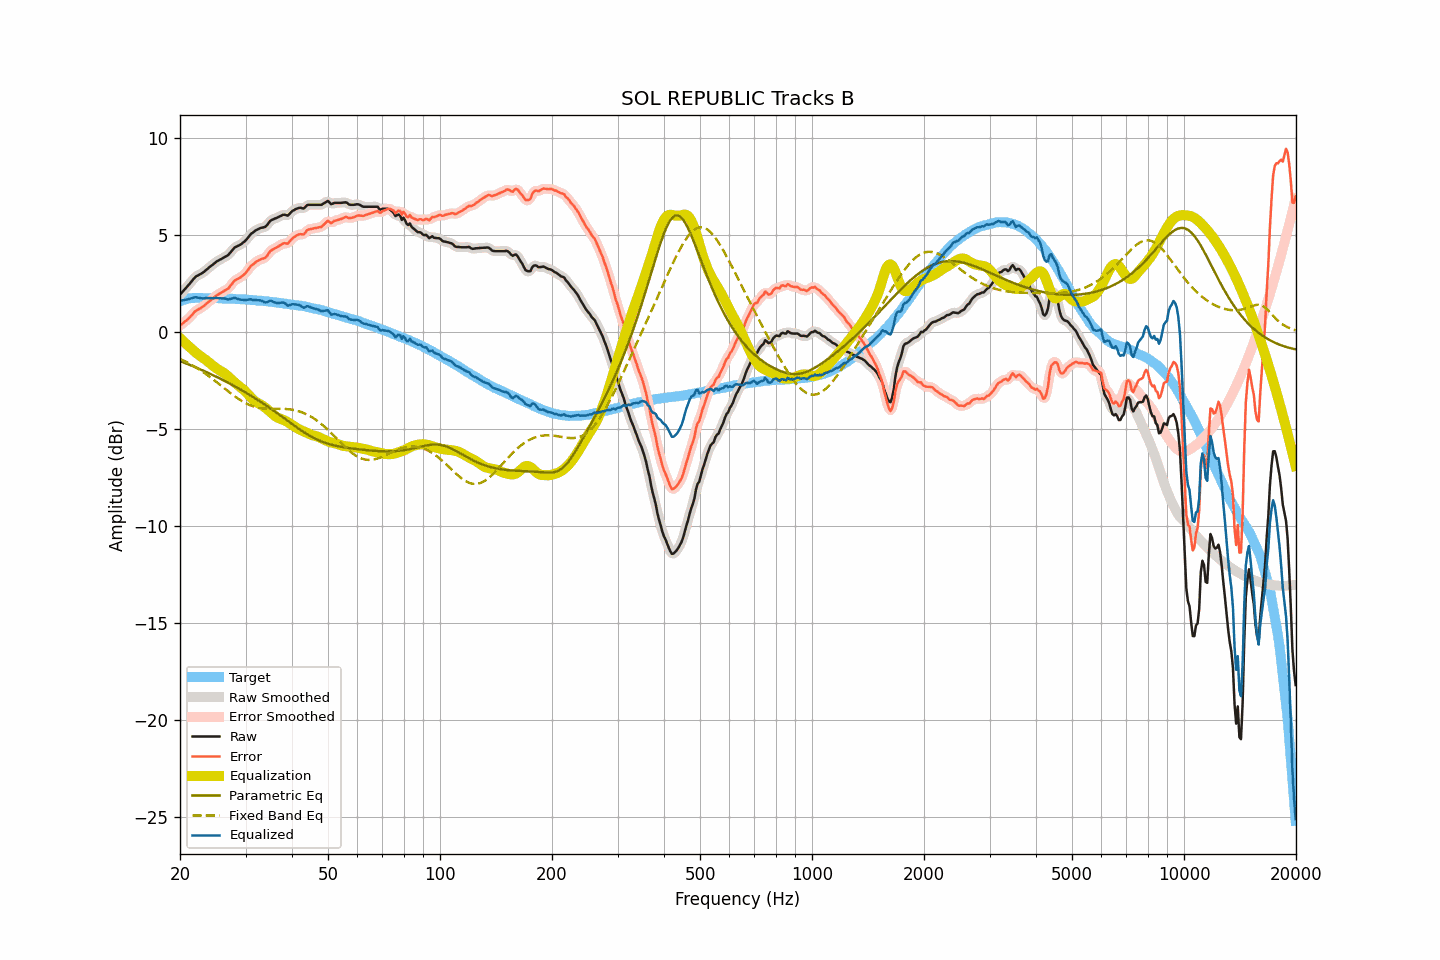 SOL REPUBLIC Tracks B
Amplitude (dBr)
10
5
0
−5
−10
−15
−20
−25
Target
Raw Smoothed
Error Smoothed
Raw
Error
Equalization
Parametric Eq
Fixed Band Eq
Equalized
20 50 100 200 500 1000 2000 5000 10000 20000
Frequency (Hz)